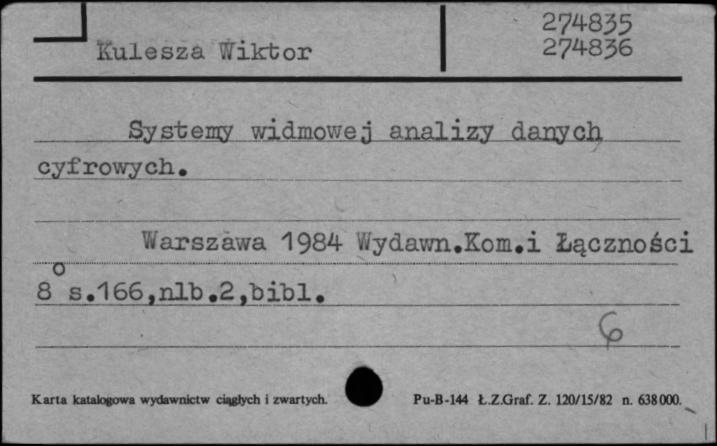 274835
Kulesza Wiktor 274836
Systemy widmowej analizy danych
cyfrowych.
Warszawa 1984 Wydawn.Kom.i Łączności
8° s.166,nlb.2,bibl.
6
Karta katalogowa wydawnictw ciągłych i zwartych. Pu-B-144 Ł.Z.Graf. Z. 120/15/82 n. 638000.